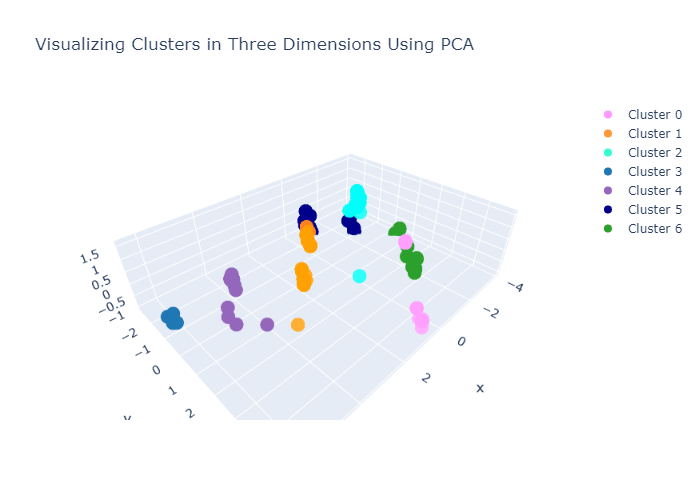 Visualizing Clusters in Three Dimensions Using PCA
Cluster 0
Cluster 1
Cluster 2
Cluster 3
Cluster 4
Cluster 5
Cluster 6
1.5
1
0.5
0
−0.5
−1
−2
−1
0
1
2
−4
−2
0
2
x